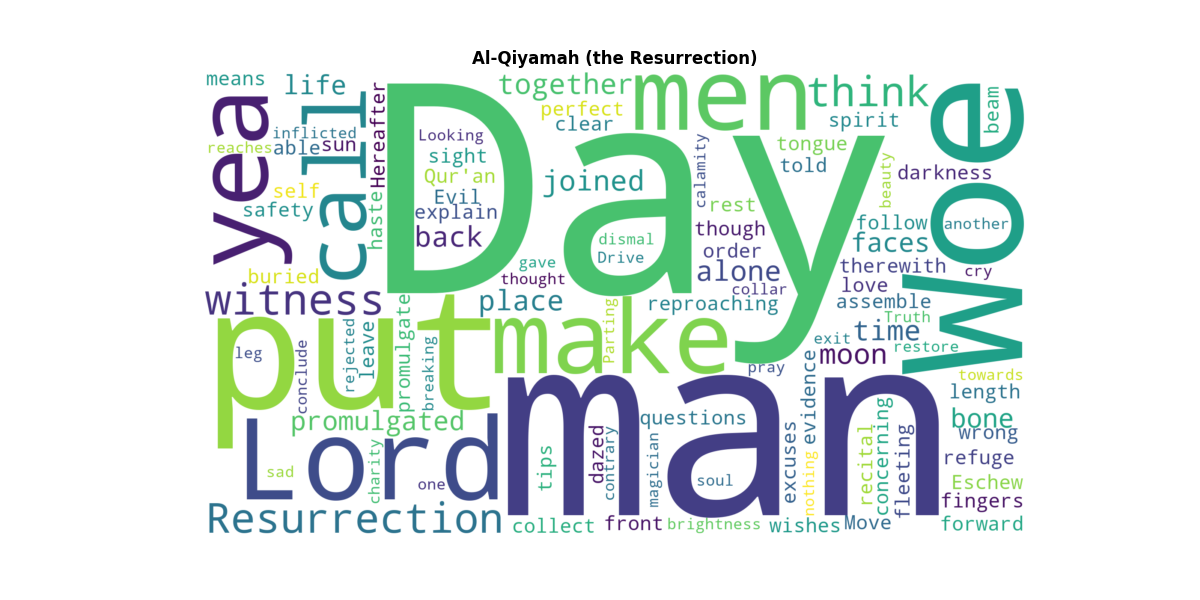 Al-Qiyamah (the Resurrection)
means
life
together
men
think
yea
call
Hereafter
Day
perfect
clear
spirit
Woe
beam
inflicted
reaches
able
sun
Looking
sight
Qur'an
Evil
explain
back
joined
calamity
tongue
told
beauty
darkness
self
safety
haste
rest
though
order
alone
collar
follow
another
faces
therewith
cry
love
dismal
Drive
gave
thought
buried
witness
place
reproaching
assemble
Truth
time
exit
restore
moon
put
promulgate
make
Parting
pray
evidence
towards
length
leg
conclude
rejected
leave
breaking
man
bone
wrong
promulgated
questions
Lord
sad
charity
one
tips
dazed
contrary
magician
soul
excuses
nothing
recital
concerning
fleeting
refuge
Eschew
fingers
Resurrection
collect
front
brightness
wishes
Move
forward